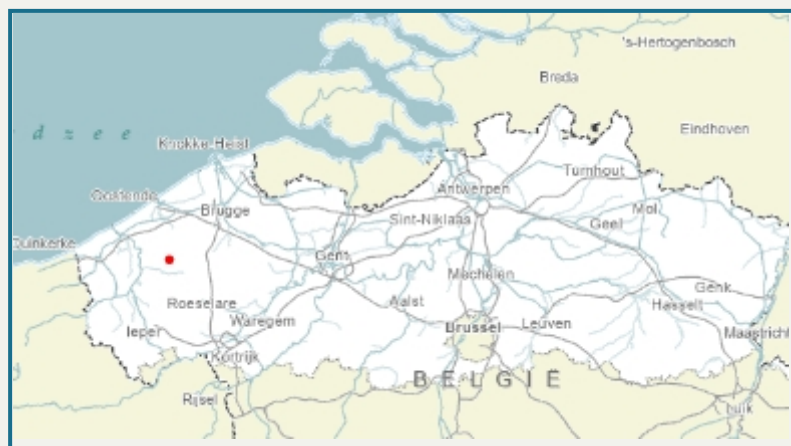 's-Hertogenbosch
Breda
d z e e
Eindhoven
Knokke-Heist
Turnhout
Antwerpen
Oostende
Brugge
Mol
Sint-Niklaas
Geel
Duinkerke
Gent
Mechelen
Genk
Roeselare
Aalst
Hasselt
Waregem
Brussel
Leuven
Ieper
Maastricht
Kortrijk
BELGIË
Rijsel
Luik